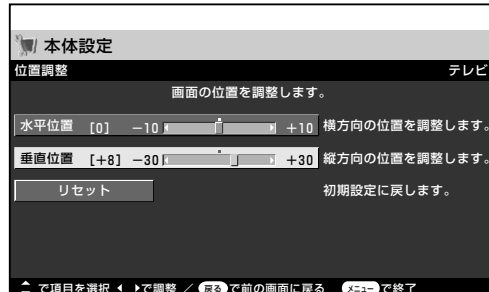 本体設定
位置調整 テレビ
画面の位置を調整します。
水平位置 [0] −10 +10 横方向の位置を調整します。
垂直位置 [+8] −30 +30 縦方向の位置を調整します。
リセット 初期設定に戻します。
で項目を選択 で調整 / 戻る で前の画面に戻る メニュー で終了